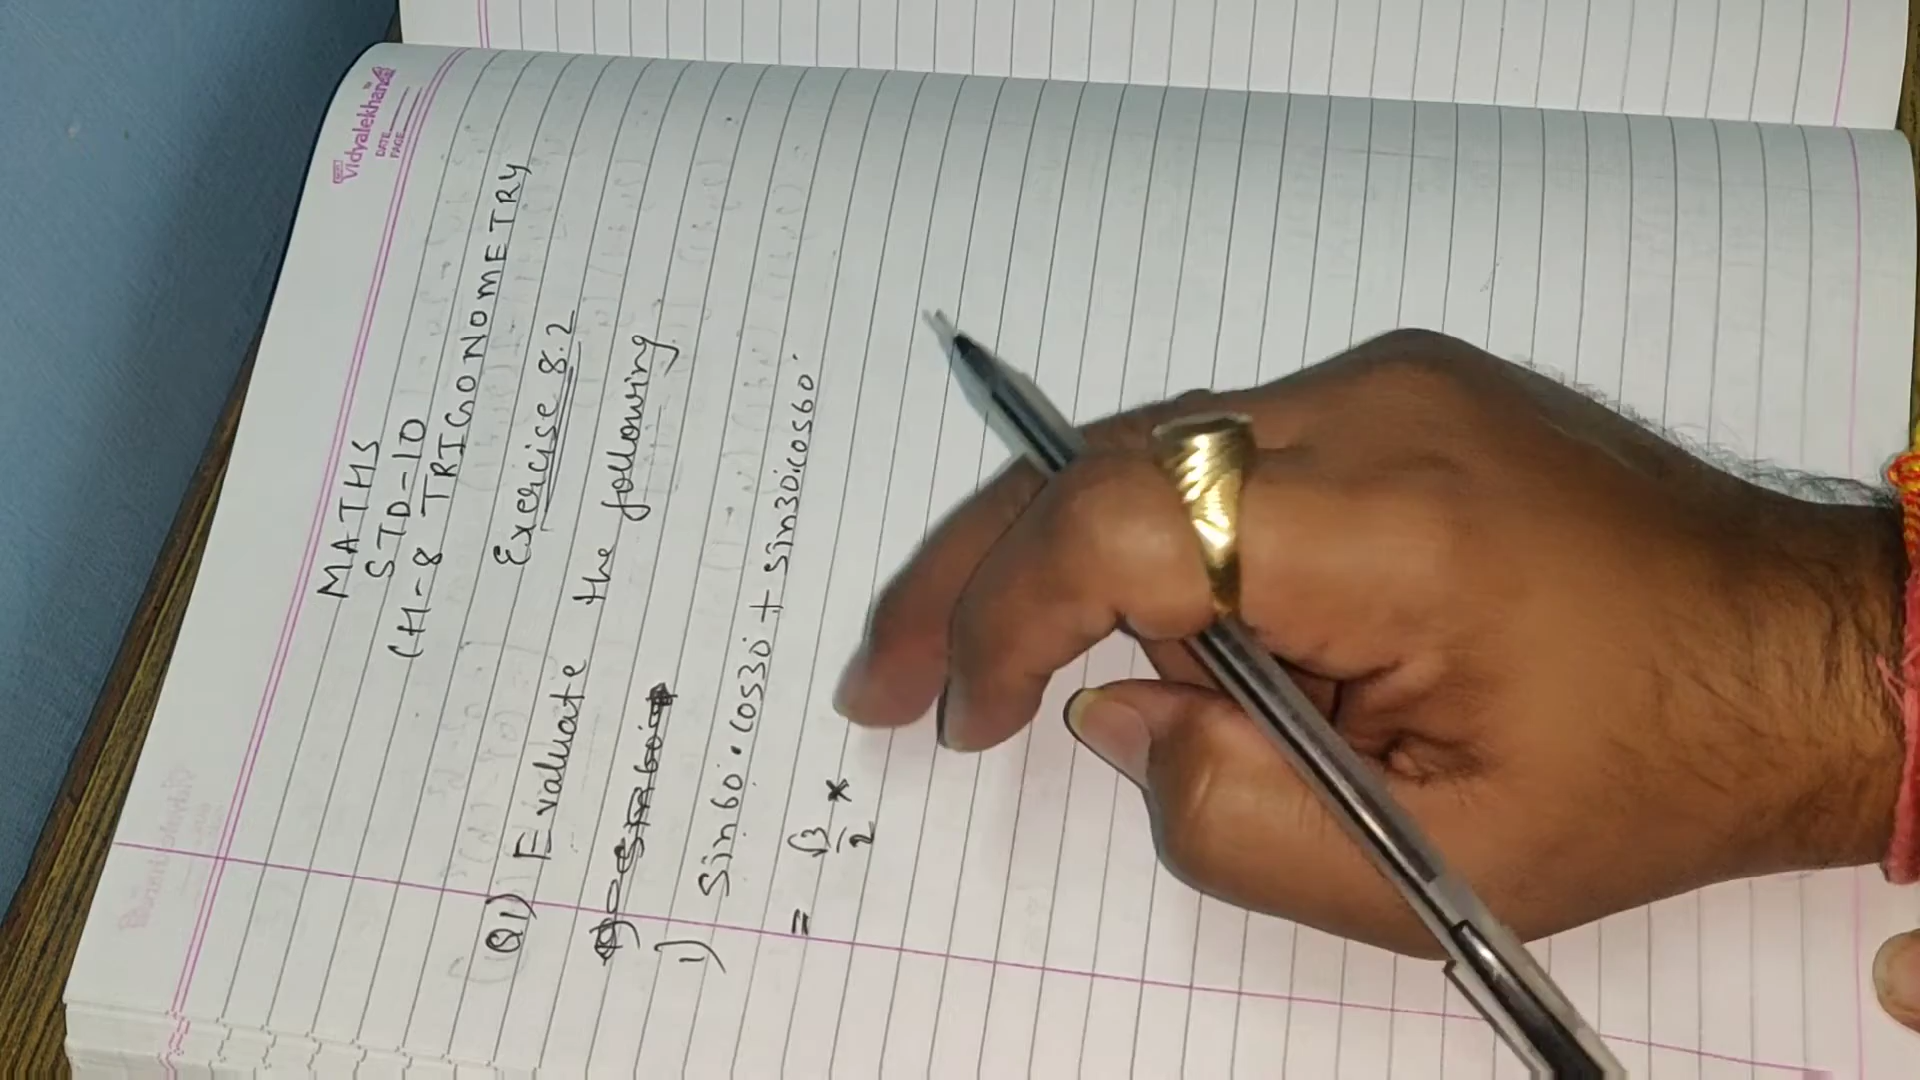 Vidyalekhan
DATE
PAGE
MATHS
STD-10
CH-8 TRIGONOMETRY
Exercise 8.2
Q1) Evaluate the following
1) Sin60°.cos30° + sin30°.cos60°.
= √3/2 ×